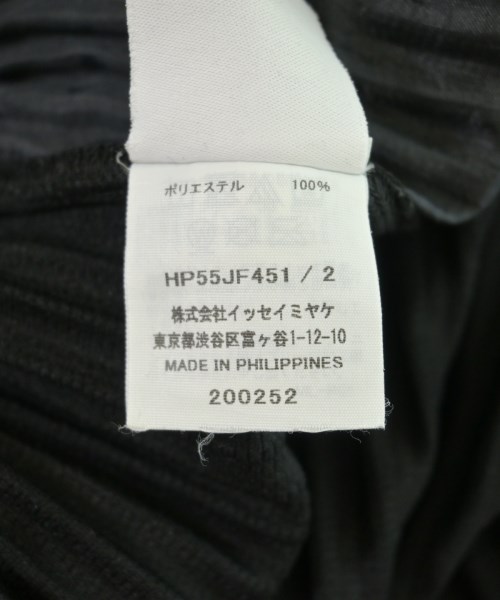 ポリエステル 100%
HP55JF451 / 2
株式会社イッセイミヤケ
東京都渋谷区富ヶ谷1-12-10
MADE IN PHILIPPINES
200252